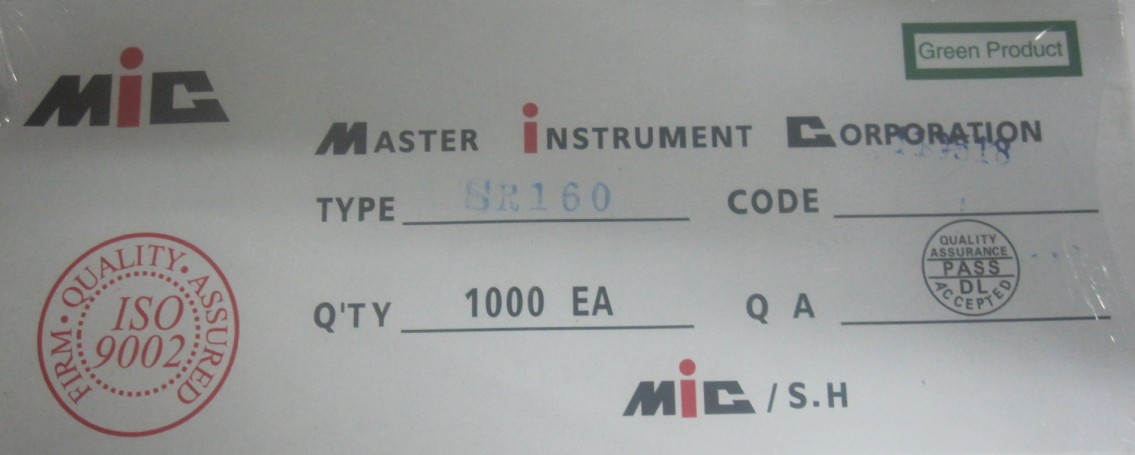 MiC
Green Product
MASTER iNSTRUMENT CORPORATION
TYPE SR160 CODE
Q'TY 1000 EA Q A
QUALITY
ASSURANCE
PASS
DL
ACCEPTED
FIRM • QUALITY • ASSURED
ISO
9002
MiC / S.H